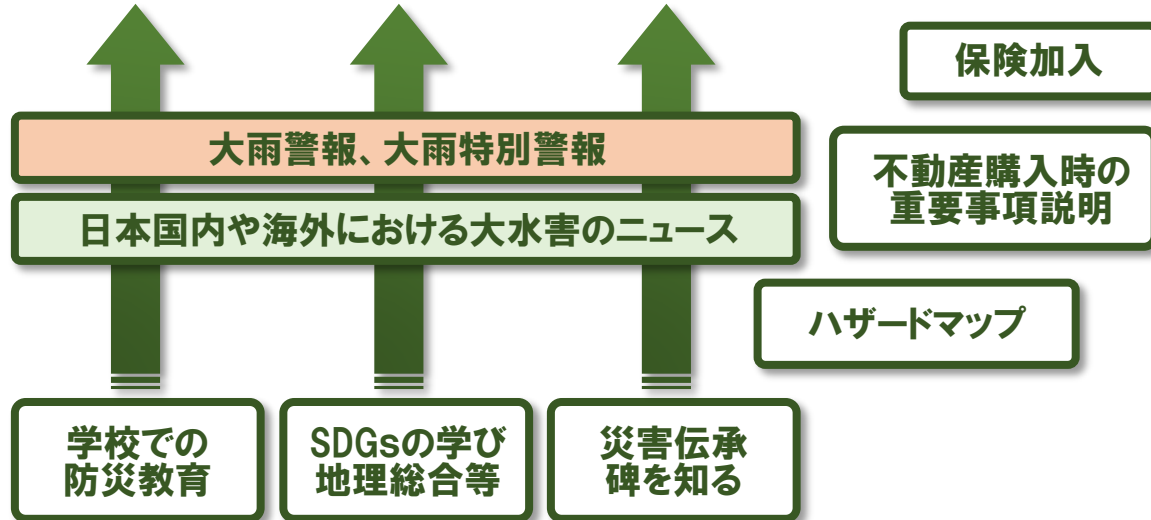 保険加入
大雨警報、大雨特別警報
不動産購入時の
重要事項説明
日本国内や海外における大水害のニュース
ハザードマップ
学校での
防災教育
SDGsの学び
地理総合等
災害伝承
碑を知る